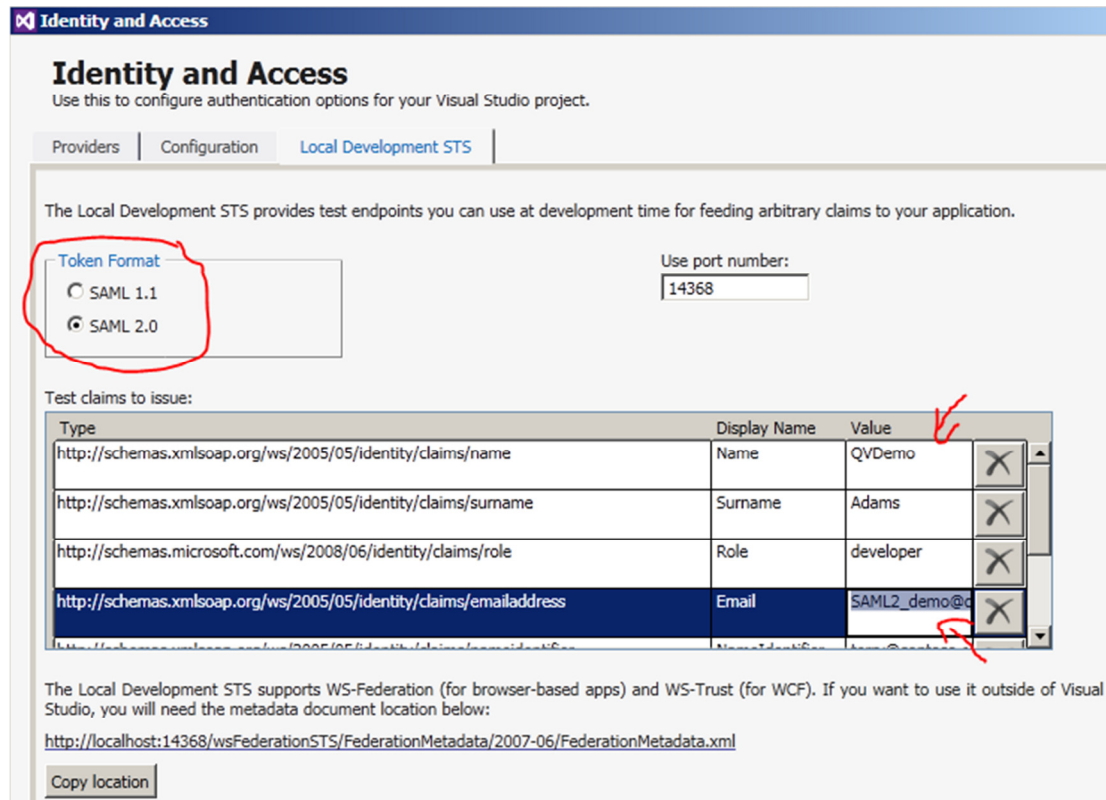 Identity and Access
Identity and Access
Use this to configure authentication options for your Visual Studio project.
Providers Configuration Local Development STS
The Local Development STS provides test endpoints you can use at development time for feeding arbitrary claims to your application.
Token Format
Use port number:
SAML 1.1
14368
SAML 2.0
Test claims to issue:
Type Display Name Value
http://schemas.xmlsoap.org/ws/2005/05/identity/claims/name Name QVDemo
http://schemas.xmlsoap.org/ws/2005/05/identity/claims/surname Surname Adams
http://schemas.microsoft.com/ws/2008/06/identity/claims/role Role developer
http://schemas.xmlsoap.org/ws/2005/05/identity/claims/emailaddress Email SAML2_demo@
The Local Development STS supports WS-Federation (for browser-based apps) and WS-Trust (for WCF). If you want to use it outside of Visual
Studio, you will need the metadata document location below:
http://localhost:14368/wsFederationSTS/FederationMetadata/2007-06/FederationMetadata.xml
Copy location